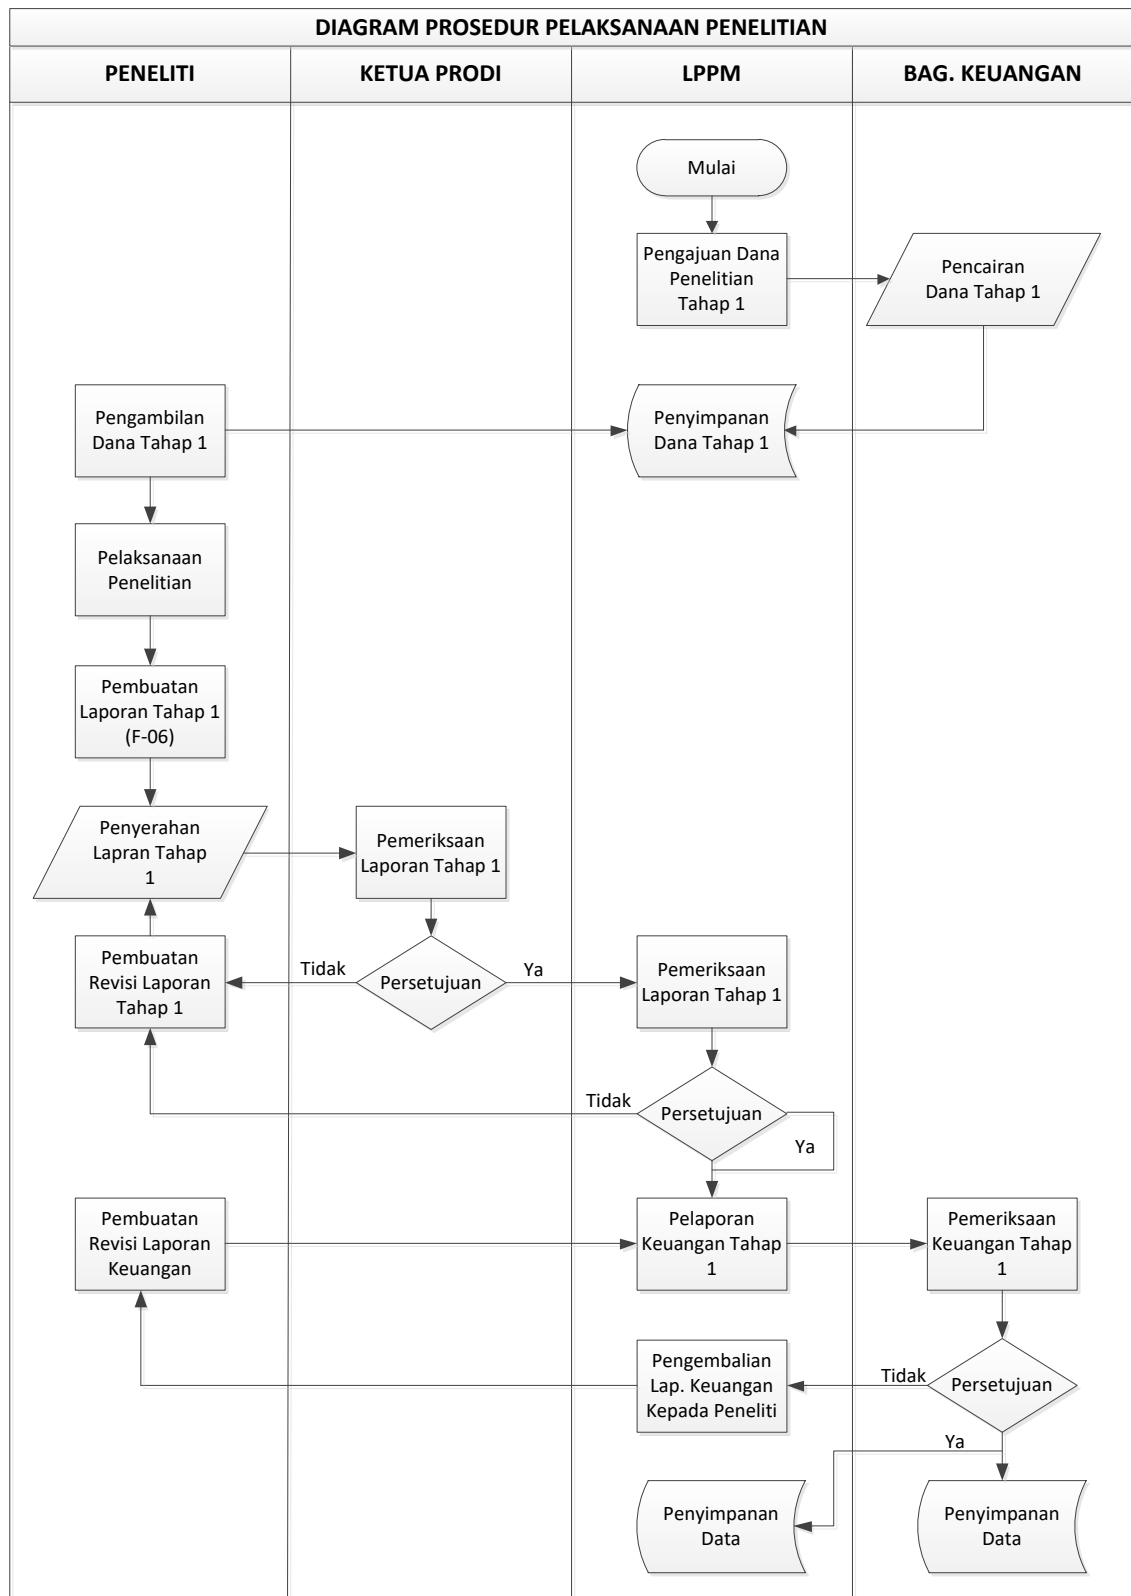 DIAGRAM PROSEDUR PELAKSANAAN PENELITIAN
PENELITI
KETUA PRODI
LPPM
BAG. KEUANGAN
Mulai
Pengajuan Dana
Penelitian
Tahap 1
Pencairan
Dana Tahap 1
Pengambilan
Dana Tahap 1
Penyimpanan
Dana Tahap 1
Pelaksanaan
Penelitian
Pembuatan
Laporan Tahap 1
(F-06)
Penyerahan
Lapran Tahap
1
Pemeriksaan
Laporan Tahap 1
Pembuatan
Revisi Laporan
Tahap 1
Tidak
Persetujuan
Ya
Pemeriksaan
Laporan Tahap 1
Tidak
Persetujuan
Ya
Pembuatan
Revisi Laporan
Keuangan
Pelaporan
Keuangan Tahap
1
Pemeriksaan
Keuangan Tahap
1
Pengembalian
Lap. Keuangan
Kepada Peneliti
Tidak
Persetujuan
Ya
Penyimpanan
Data
Penyimpanan
Data